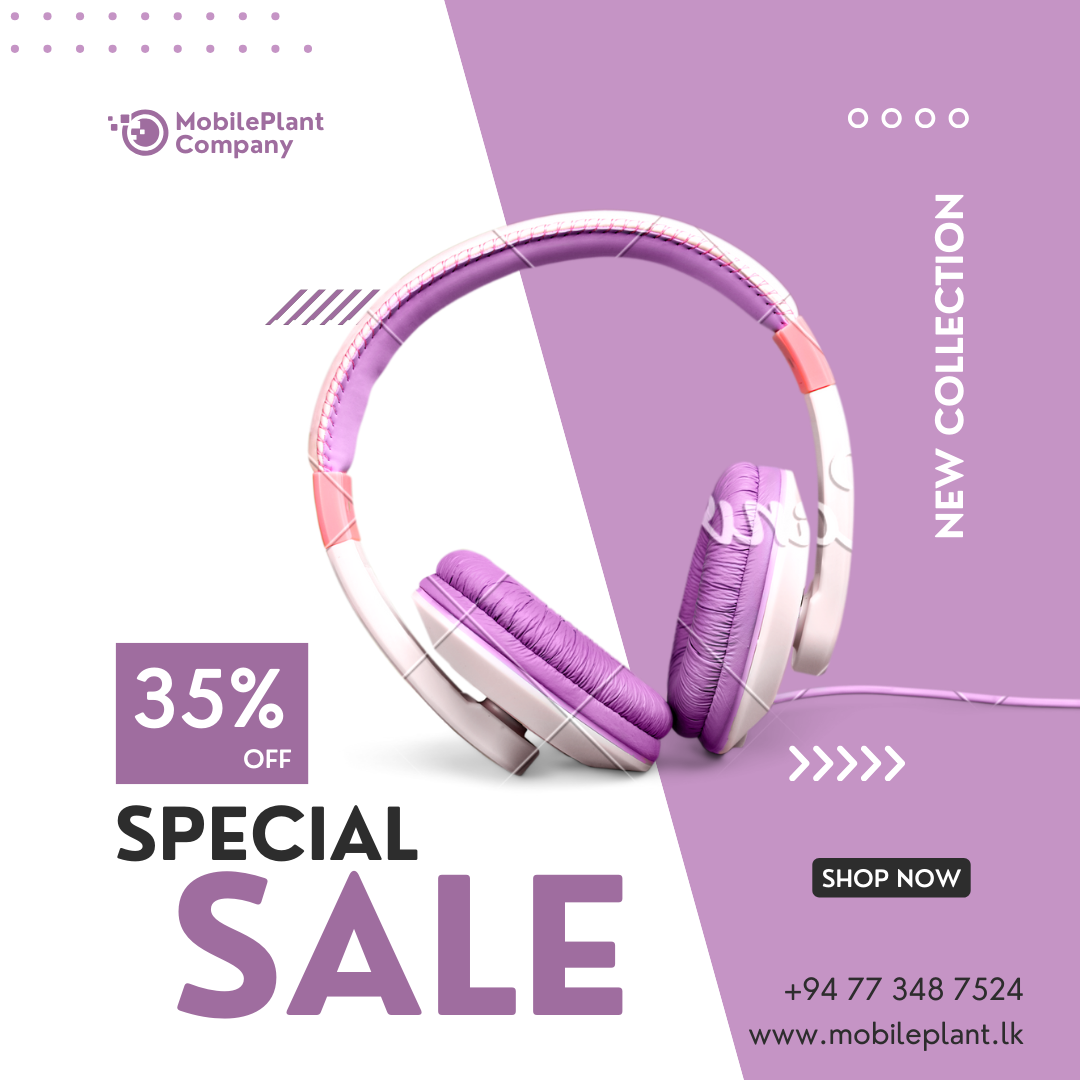 MobilePlant
Company
NEW COLLECTION
35%
OFF
SPECIAL
SALE
SHOP NOW
+94 77 348 7524
www.mobileplant.lk